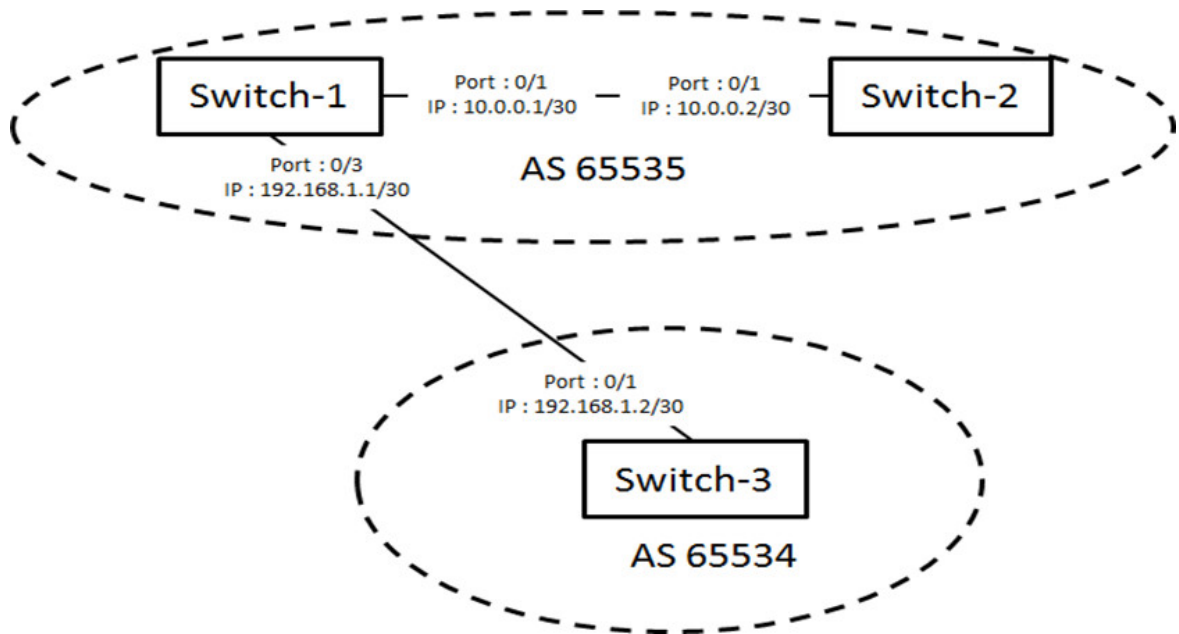 Switch-1
Port : 0/1
IP : 10.0.0.1/30
Port : 0/1
IP : 10.0.0.2/30
Switch-2
Port : 0/3
IP : 192.168.1.1/30
AS 65535
Port : 0/1
IP : 192.168.1.2/30
Switch-3
AS 65534